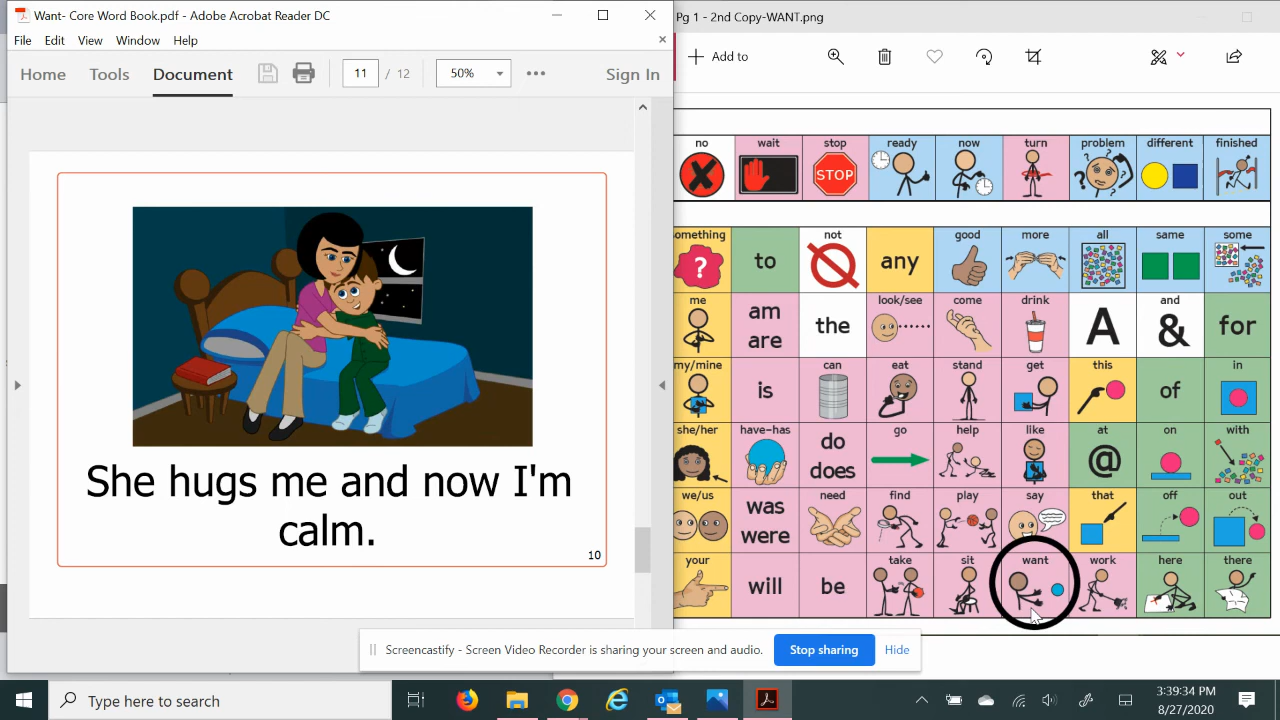 Want- Core Word Book.pdf - Adobe Acrobat Reader DC
File Edit View Window Help
Home Tools Document 11 / 12 50% Sign In
She hugs me and now I'm
calm.
10
Pg 1 - 2nd Copy-WANT.png
Add to
no wait stop ready now turn problem different finished
STOP
something to not any good more all same some
?
me am are the look/see come drink A and & for
my/mine is can eat stand get this of in
she/her have-has do does go help like at @ on with
we/us was were need find play say that off out
your will be take sit want work here there
Screencastify - Screen Video Recorder is sharing your screen and audio. Stop sharing Hide
Type here to search
3:39:34 PM
8/27/2020